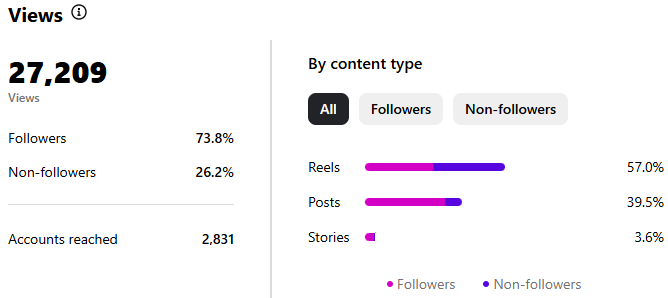 Views
27,209
Views
Followers 73.8%
Non-followers 26.2%
Accounts reached 2,831
By content type
All Followers Non-followers
Reels 57.0%
Posts 39.5%
Stories 3.6%
Followers Non-followers